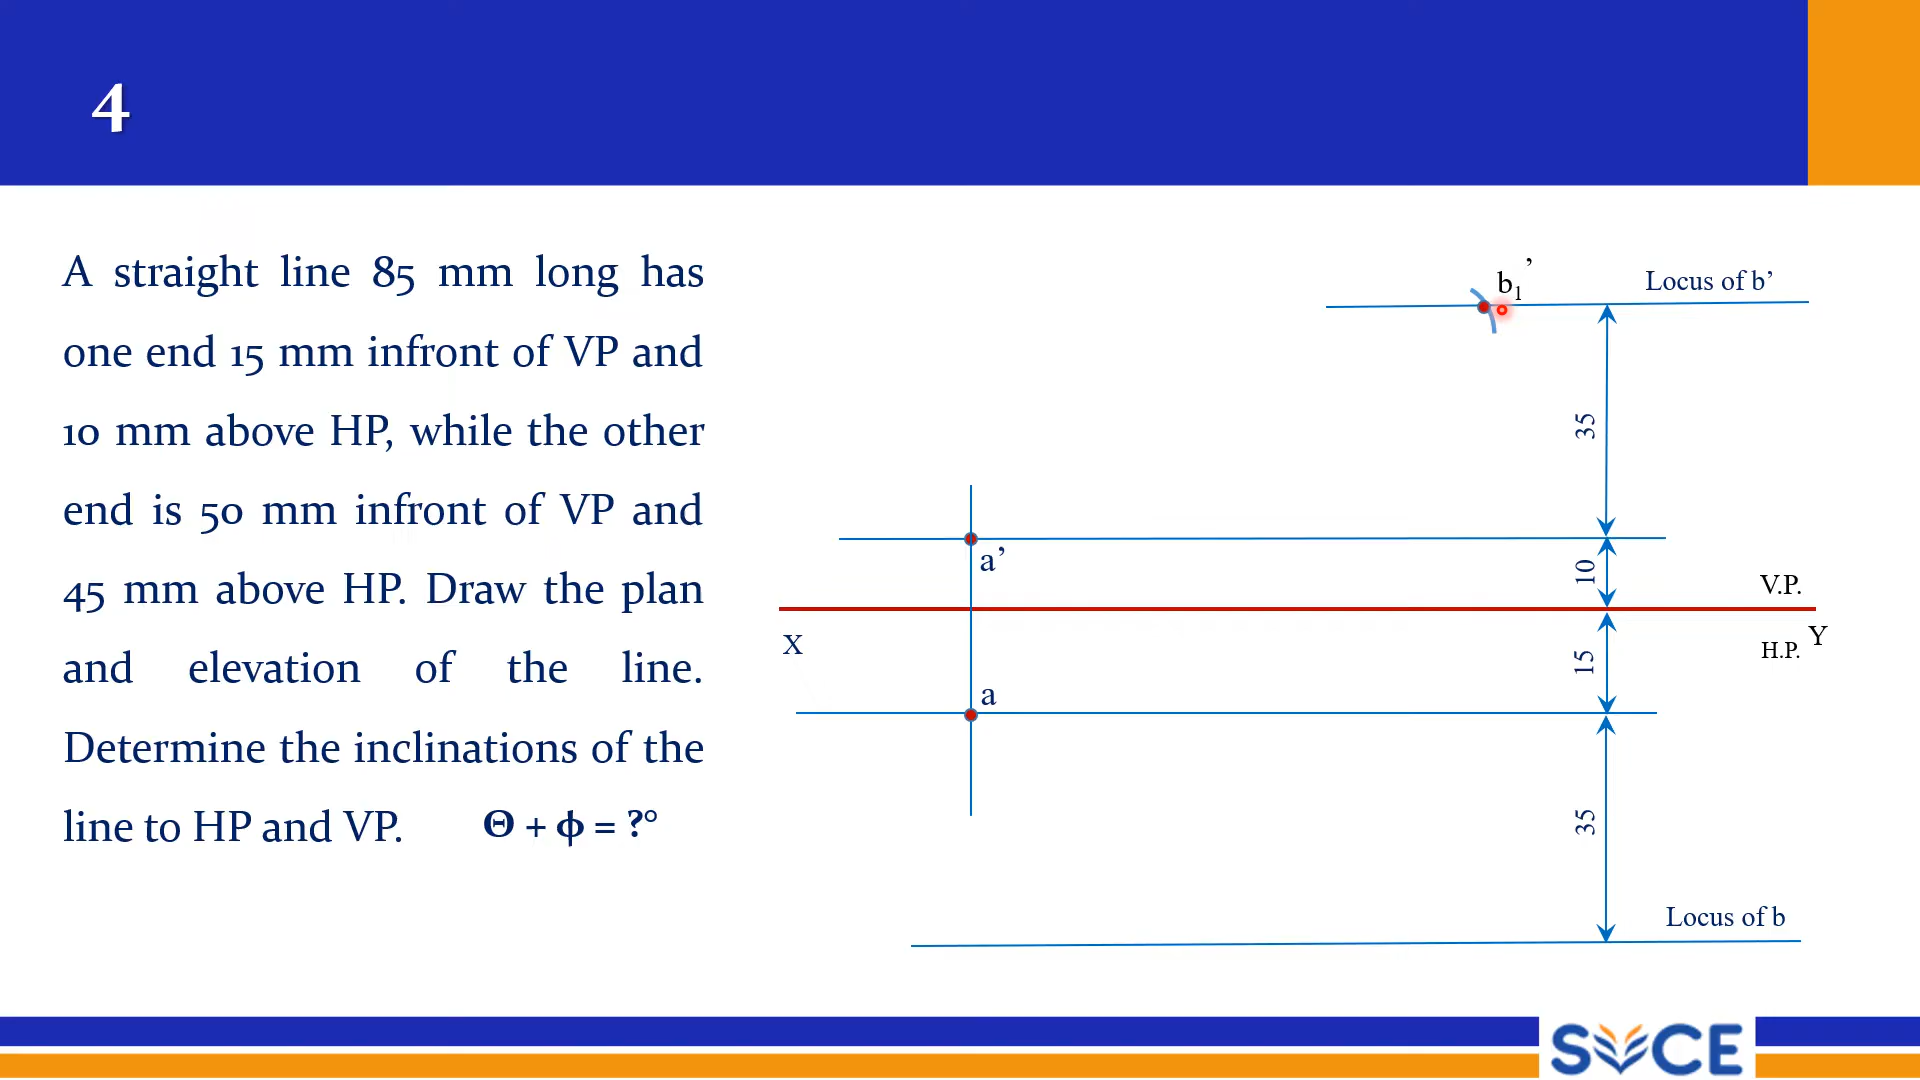 4
A straight line 85 mm long has
one end 15 mm infront of VP and
10 mm above HP, while the other
end is 50 mm infront of VP and
45 mm above HP. Draw the plan
and elevation of the line.
Determine the inclinations of the
line to HP and VP. Θ + ϕ = ?°
b1’
Locus of b’
35
a’
10
V.P.
X
H.P. Y
15
a
35
Locus of b
SVCE